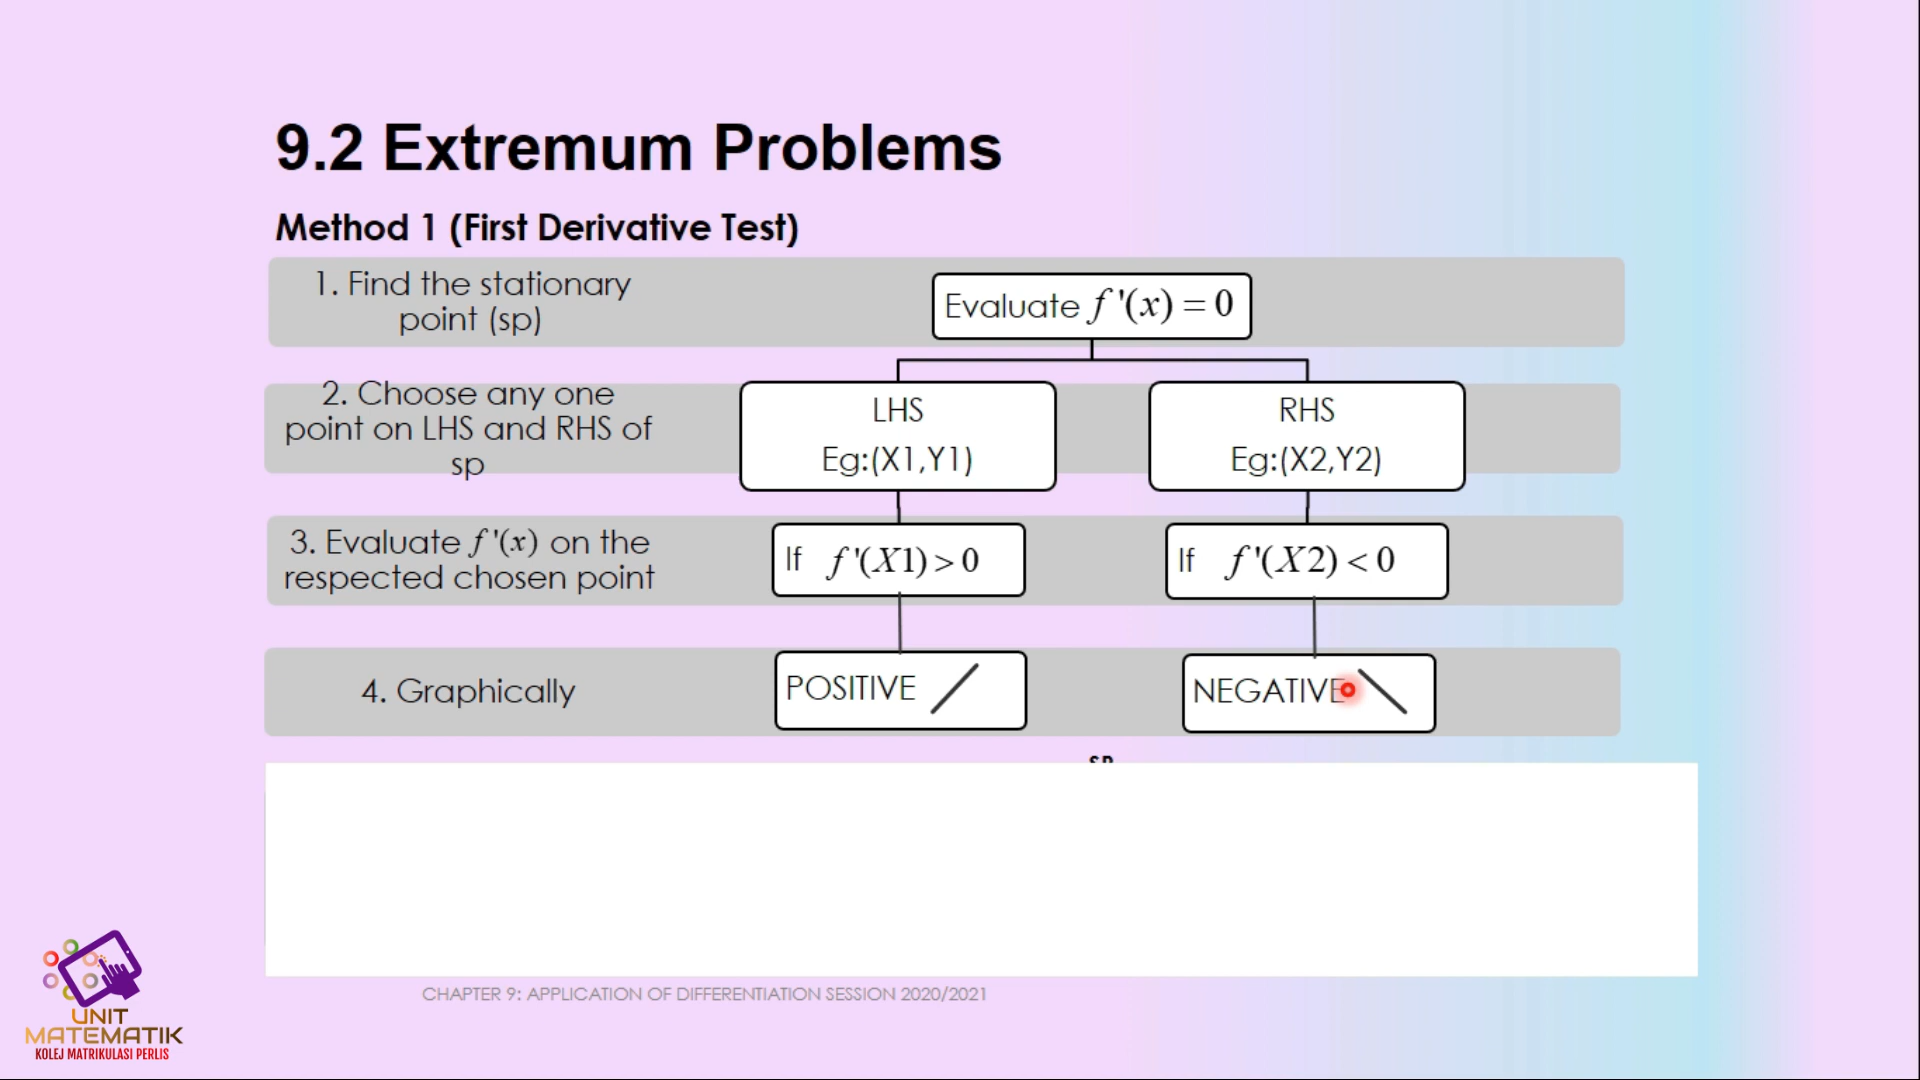 9.2 Extremum Problems
Method 1 (First Derivative Test)
1. Find the stationary
point (sp)
Evaluate f '(x) = 0
2. Choose any one
point on LHS and RHS of
sp
LHS
Eg:(X1,Y1)
RHS
Eg:(X2,Y2)
3. Evaluate f '(x) on the
respected chosen point
If f '(X1) > 0
If f '(X2) < 0
4. Graphically
POSITIVE
NEGATIVE
CHAPTER 9: APPLICATION OF DIFFERENTIATION SESSION 2020/2021
UNIT
MATEMATIK
KOLEJ MATRIKULASI PERLIS